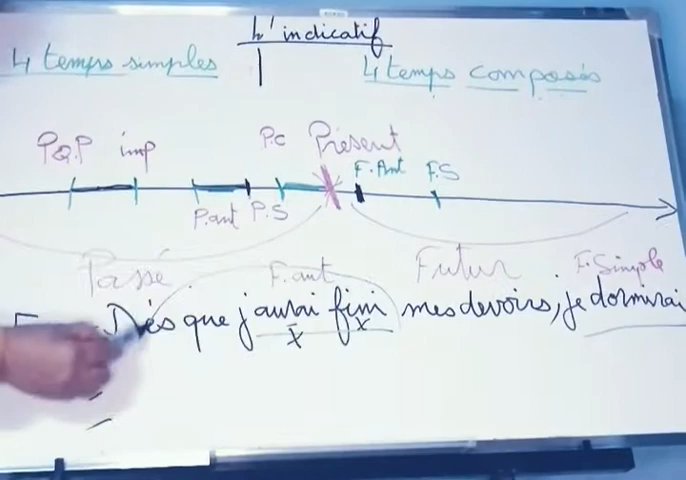 L'indicatif
4 temps simples 4 temps composés
P.Q.P imp P.C Présent F.Ant F.S
P.ant P.S
Passé F.ant Futur F.Simple
Dés que j'aurai fini mes devoirs, je dormirai
x x